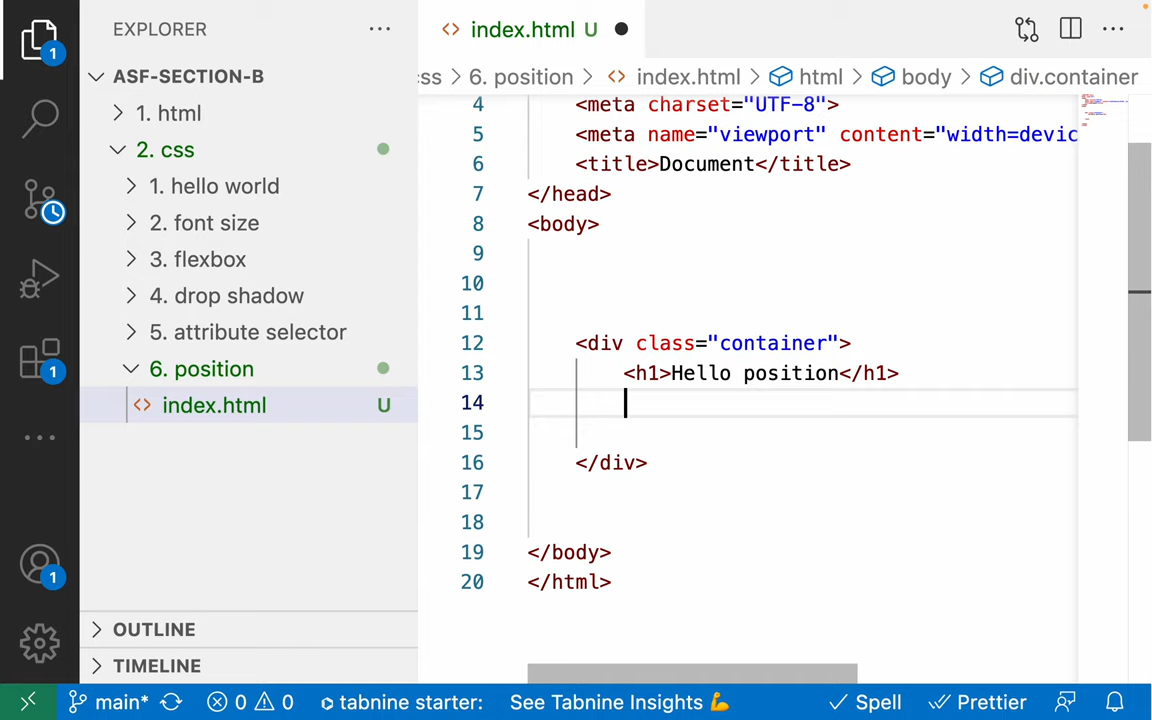 EXPLORER
ASF-SECTION-B
1. html
2. css
1. hello world
2. font size
3. flexbox
4. drop shadow
5. attribute selector
6. position
index.html U
OUTLINE
TIMELINE
1
1
1
index.html U
ss > 6. position > index.html > html > body > div.container
4 <meta charset="UTF-8">
5 <meta name="viewport" content="width=devic
6 <title>Document</title>
7 </head>
8 <body>
9
10
11
12 <div class="container">
13 <h1>Hello position</h1>
14
15
16 </div>
17
18
19 </body>
20 </html>
main* 0 0 tabnine starter: See Tabnine Insights 💪 Spell Prettier